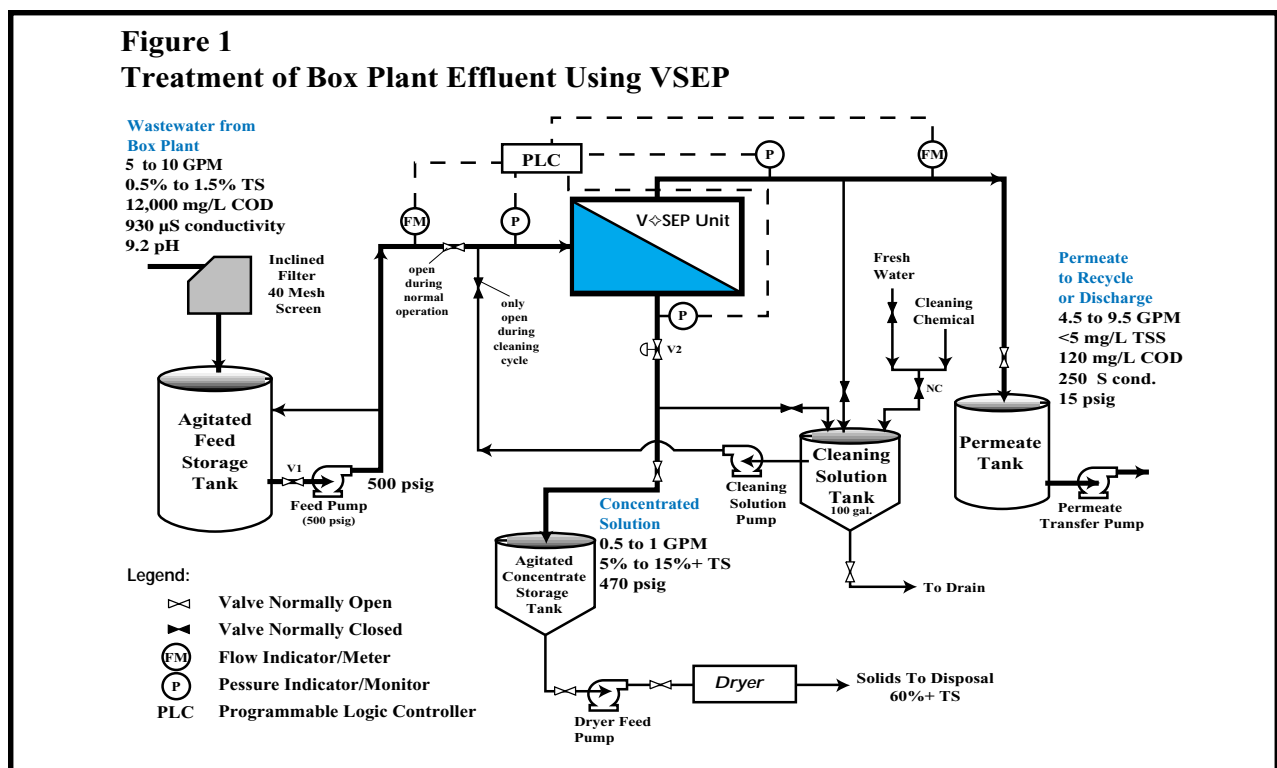 Figure 1
Treatment of Box Plant Effluent Using VSEP
Wastewater from
Box Plant
5 to 10 GPM
0.5% to 1.5% TS
12,000 mg/L COD
930 µS conductivity
9.2 pH
Inclined
Filter
40 Mesh
Screen
PLC
FM
P
P
FM
V✧SEP Unit
open
during
normal
operation
only
open
during
cleaning
cycle
P
V2
Fresh
Water
Cleaning
Chemical
NC
Permeate
to Recycle
or Discharge
4.5 to 9.5 GPM
<5 mg/L TSS
120 mg/L COD
250 S cond.
15 psig
Agitated
Feed
Storage
Tank
V1
Feed Pump
(500 psig)
500 psig
Cleaning
Solution
Pump
Cleaning
Solution
Tank
100 gal.
Permeate
Tank
Permeate
Transfer Pump
Concentrated
Solution
0.5 to 1 GPM
5% to 15%+ TS
470 psig
Agitated
Concentrate
Storage
Tank
To Drain
Dryer Feed
Pump
Dryer
Solids To Disposal
60%+ TS
Legend:
Valve Normally Open
Valve Normally Closed
FM Flow Indicator/Meter
P Pessure Indicator/Monitor
PLC Programmable Logic Controller